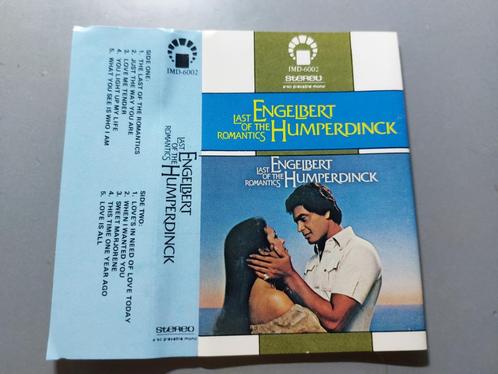 IMD-6002
SIDE ONE:
1. THE LAST OF THE ROMANTICS
2. JUST THE WAY YOU ARE
3. LOVE ME TENDER
4. YOU LIGHT UP MY LIFE
5. WHAT YOU SEE IS WHO I AM
LAST OF THE ROMANTICS
ENGELBERT HUMPERDINCK
SIDE TWO:
1. LOVE'S IN NEED OF LOVE TODAY
2. WHEN I WANTED YOU
3. SWEET MARJORENE
4. THIS TIME ONE YEAR AGO
5. LOVE IS ALL
stereo
IMD-6002
stereo
also playable mono
LAST OF THE ROMANTICS
ENGELBERT HUMPERDINCK
LAST OF THE ROMANTICS
ENGELBERT HUMPERDINCK